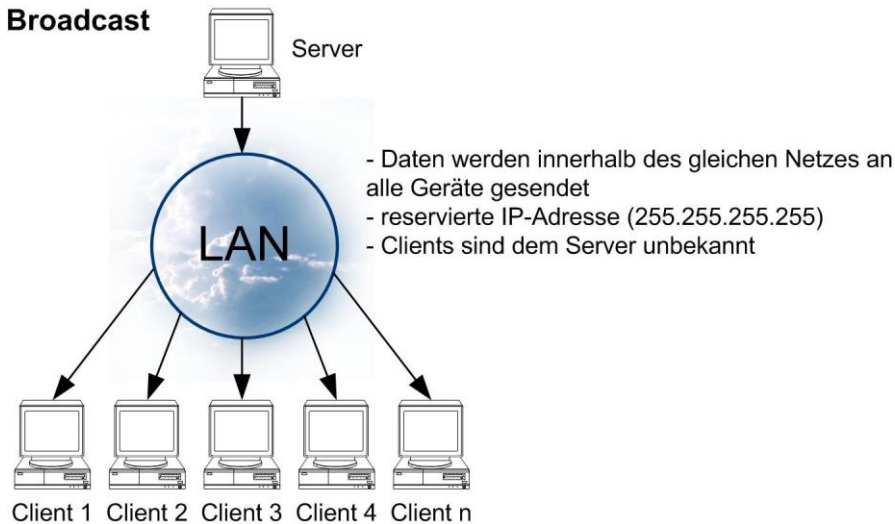 Broadcast
Server
- Daten werden innerhalb des gleichen Netzes an
alle Geräte gesendet
- reservierte IP-Adresse (255.255.255.255)
- Clients sind dem Server unbekannt
LAN
Client 1 Client 2 Client 3 Client 4 Client n